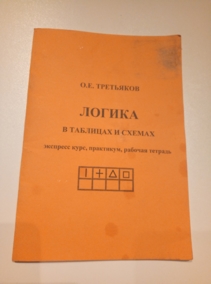 О.Е. ТРЕТЬЯКОВ
ЛОГИКА
В ТАБЛИЦАХ И СХЕМАХ
экспресс курс, практикум, рабочая тетрадь